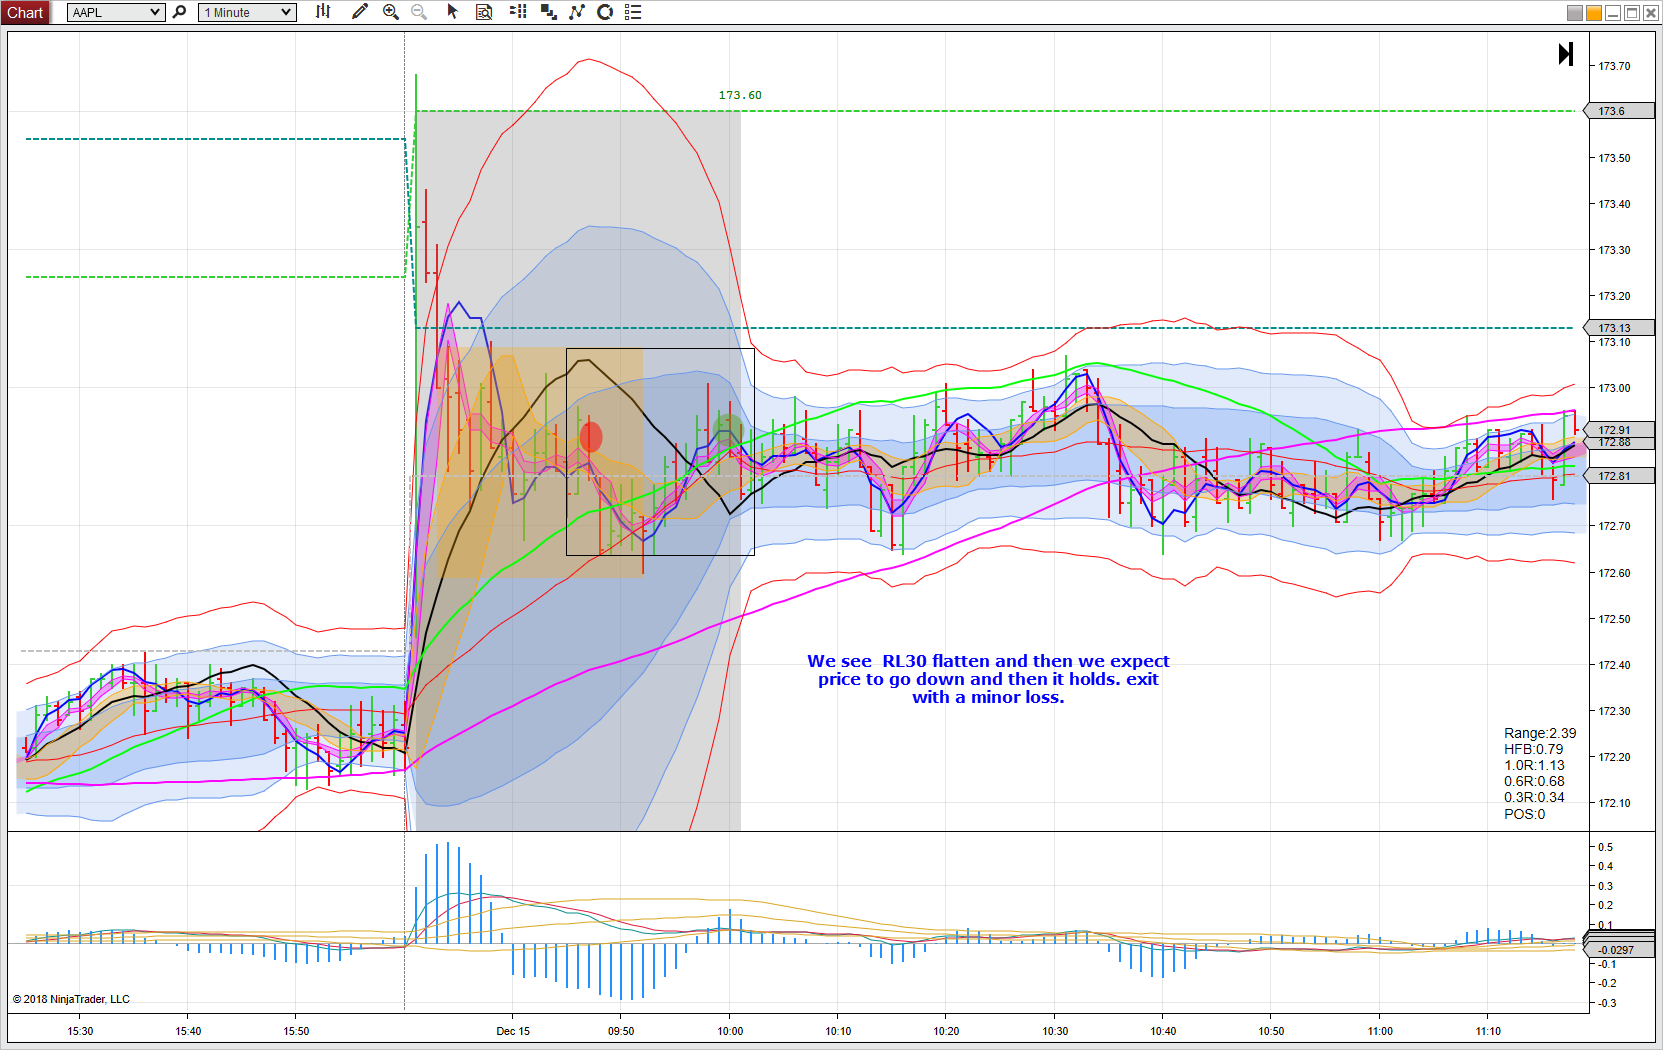 Chart AAPL 1 Minute
173.70
173.60
173.6
173.50
173.40
173.30
173.20
173.13
173.10
173.00
172.91
172.88
172.81
172.70
172.60
172.50
We see  RL30 flatten and then we expect
price to go down and then it holds. exit
with a minor loss.
172.40
172.30
172.20
172.10
Range:2.39
HFB:0.79
1.0R:1.13
0.6R:0.68
0.3R:0.34
POS:0
0.5
0.4
0.3
0.2
0.1
-0.0297
-0.1
-0.2
-0.3
© 2018 NinjaTrader, LLC
15:30 15:40 15:50 Dec 15 09:50 10:00 10:10 10:20 10:30 10:40 10:50 11:00 11:10